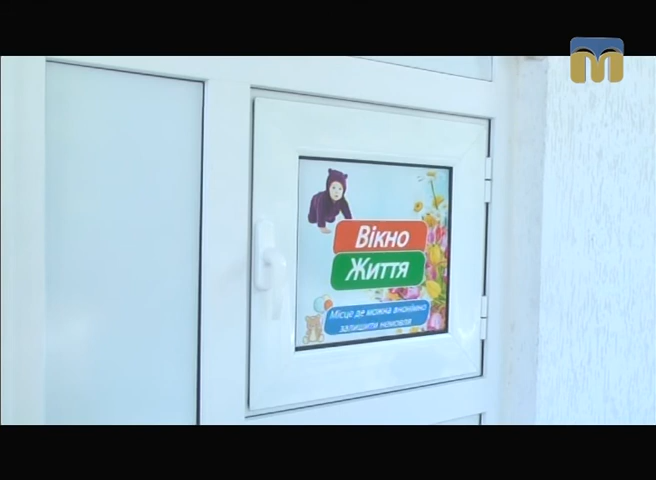 Вікно
Життя
Місце де можна анонімно
залишити немовля